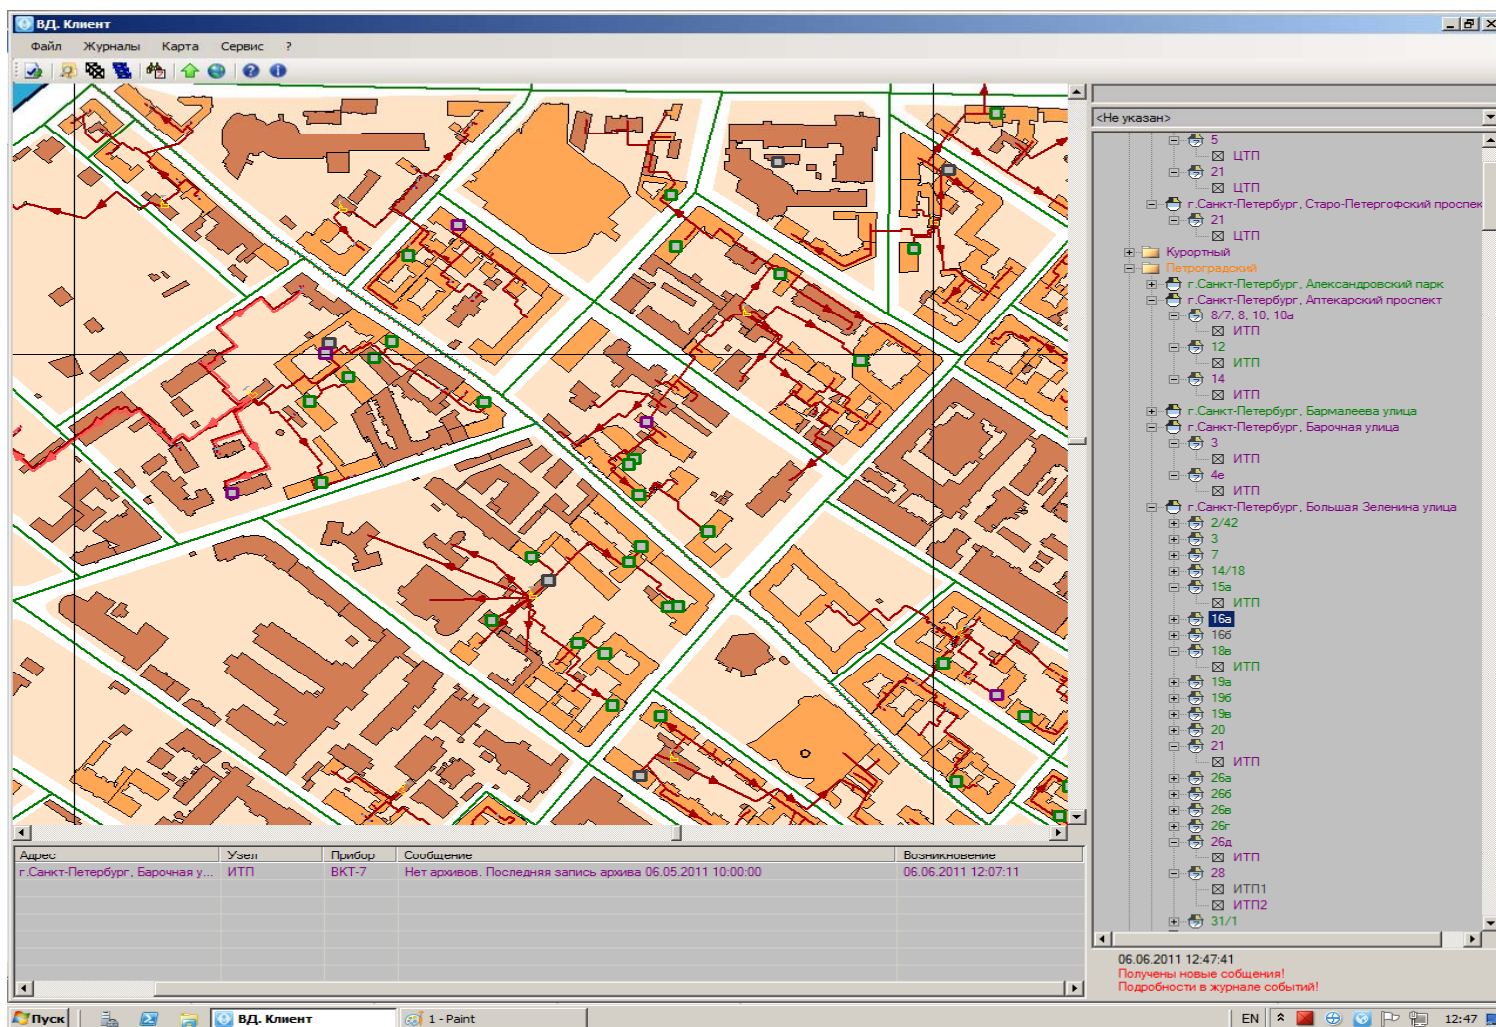 ВД. Клиент
Файл Журналы Карта Сервис ?
<Не указан>
5
ЦТП
21
ЦТП
г.Санкт-Петербург, Старо-Петергофский проспек
21
ЦТП
Курортный
Петроградский
г.Санкт-Петербург, Александровский парк
г.Санкт-Петербург, Аптекарский проспект
8/7, 8, 10, 10а
ИТП
12
ИТП
14
ИТП
г.Санкт-Петербург, Бармалеева улица
г.Санкт-Петербург, Барочная улица
3
ИТП
4е
ИТП
г.Санкт-Петербург, Большая Зеленина улица
2/42
3
7
14/18
15а
ИТП
16а
16б
18в
ИТП
19а
19б
19в
20
21
ИТП
26а
26б
26в
26г
26д
ИТП
28
ИТП1
ИТП2
31/1
Адрес Узел Прибор Сообщение Возникновение
г.Санкт-Петербург, Барочная у... ИТП ВКТ-7 Нет архивов. Последняя запись архива 06.05.2011 10:00:00 06.06.2011 12:07:11
06.06.2011 12:47:41
Получены новые собщения!
Подробности в журнале событий!
Пуск ВД. Клиент 1 - Paint EN 12:47